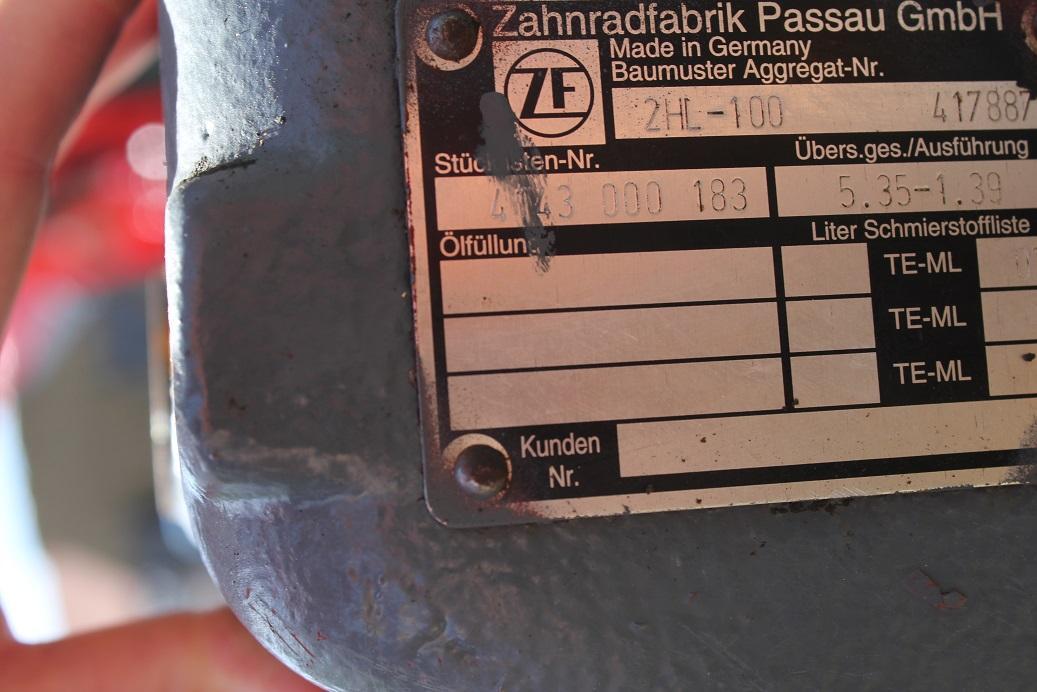 Zahnradfabrik Passau GmbH
ZF
Made in Germany
Baumuster Aggregat-Nr.
2HL-100 417887
Übers.ges./Ausführung
000 183 5.35-1.39
Ölfüllung Liter Schmierstoffliste
TE-ML
TE-ML
TE-ML
Kunden
Nr.